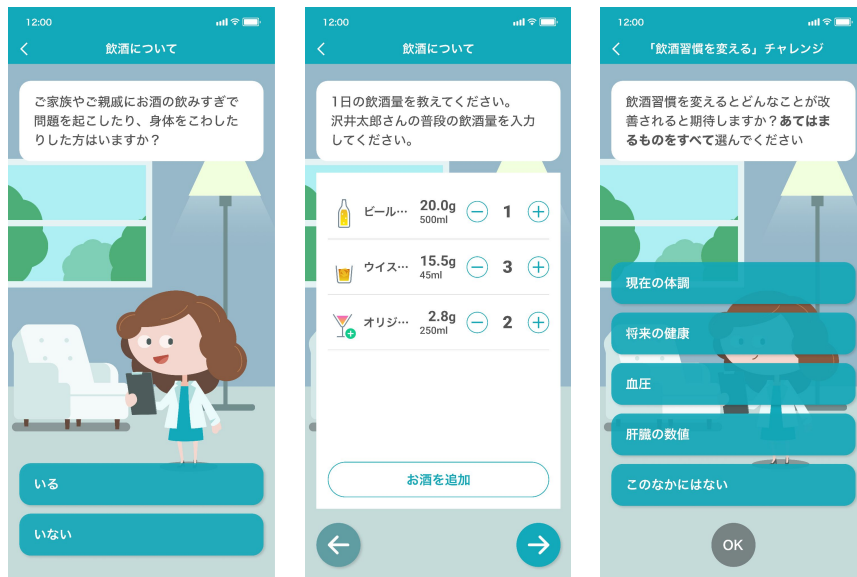 12:00
飲酒について
ご家族やご親戚にお酒の飲みすぎで
問題を起こしたり、身体をこわした
りした方はいますか？
いる
いない
12:00
飲酒について
1日の飲酒量を教えてください。
沢井太郎さんの普段の飲酒量を入力
してください。
ビール… 20.0g 1
500ml
ウイス… 15.5g 3
45ml
オリジ… 2.8g 2
250ml
お酒を追加
12:00
「飲酒習慣を変える」チャレンジ
飲酒習慣を変えるとどんなことが改
善されると期待しますか？あてはま
るものをすべて選んでください
現在の体調
将来の健康
血圧
肝臓の数値
このなかにはない
OK